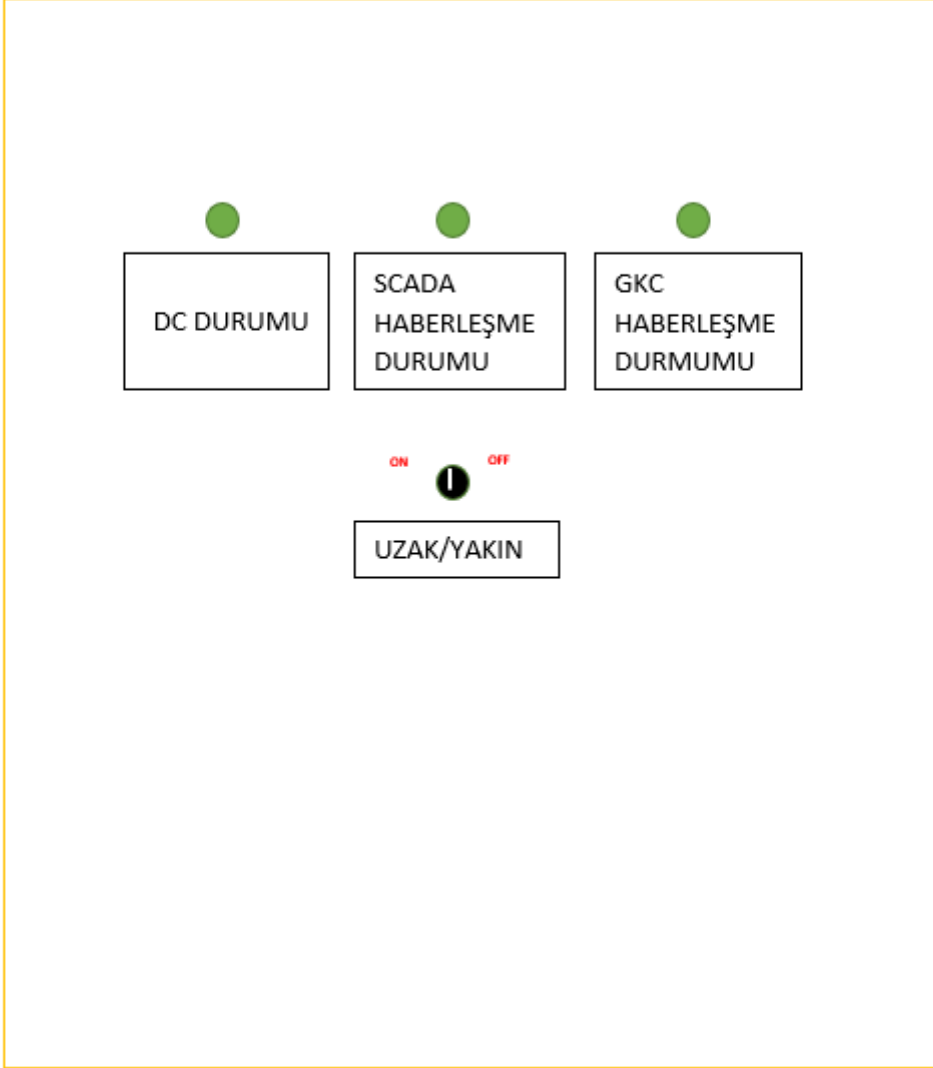 DC DURUMU
SCADA
HABERLEŞME
DURUMU
GKC
HABERLEŞME
DURMUMU
ON
OFF
UZAK/YAKIN